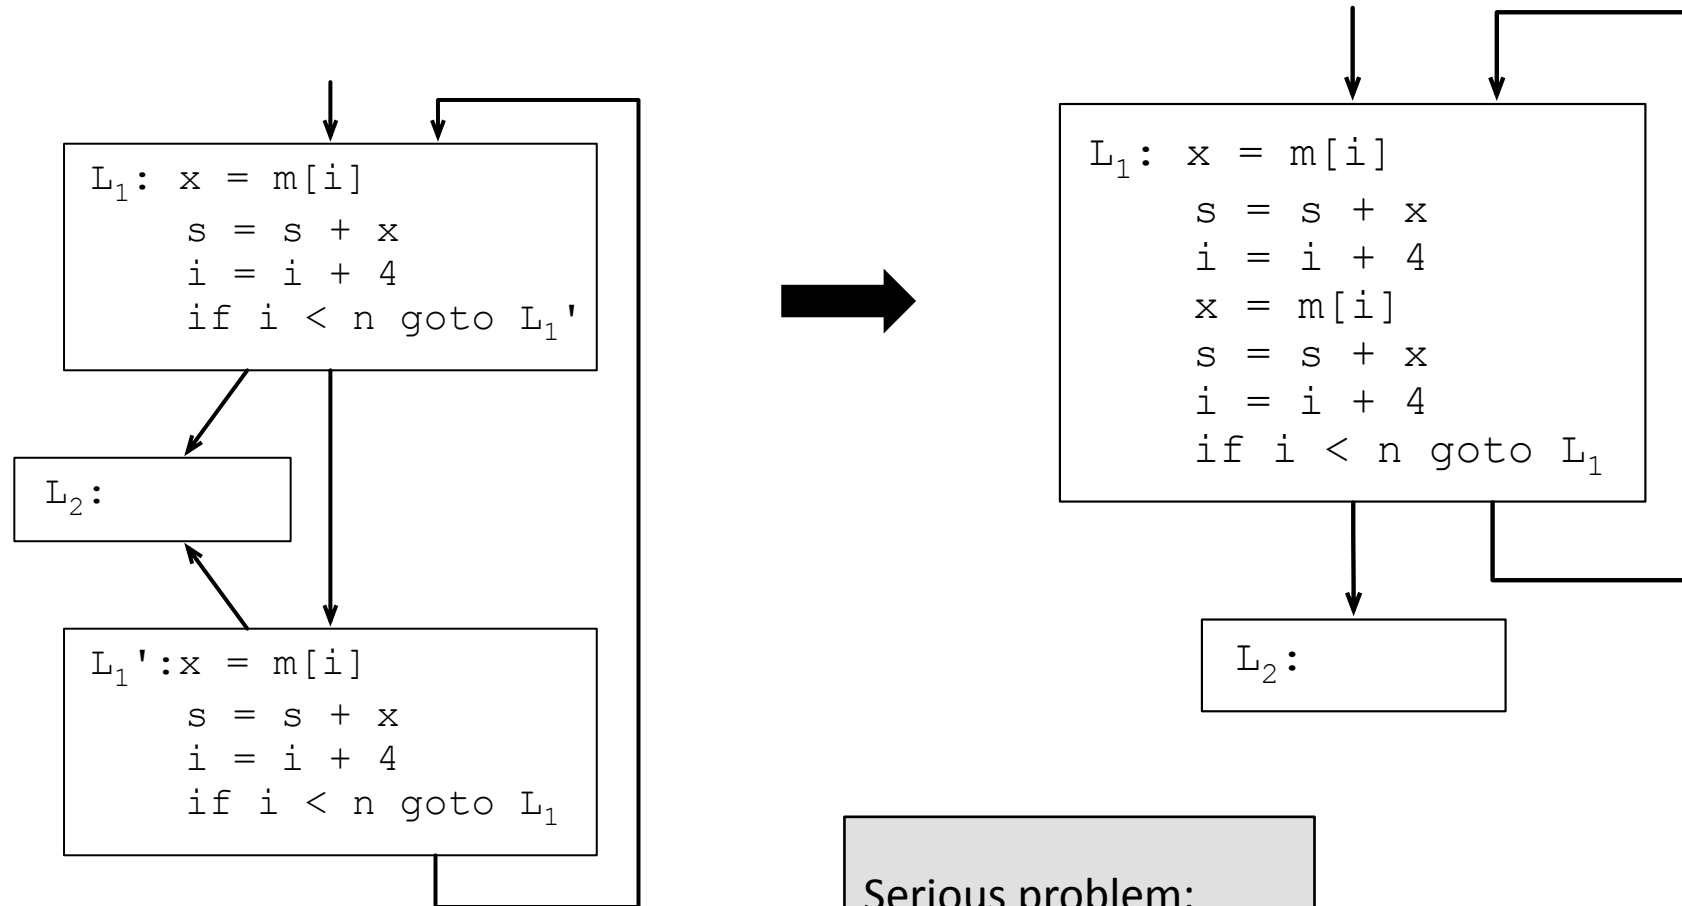 L₁: x = m[i]
s = s + x
i = i + 4
if i < n goto L₁'
L₂:
L₁':x = m[i]
s = s + x
i = i + 4
if i < n goto L₁
L₁: x = m[i]
s = s + x
i = i + 4
x = m[i]
s = s + x
i = i + 4
if i < n goto L₁
L₂:
Serious problem: